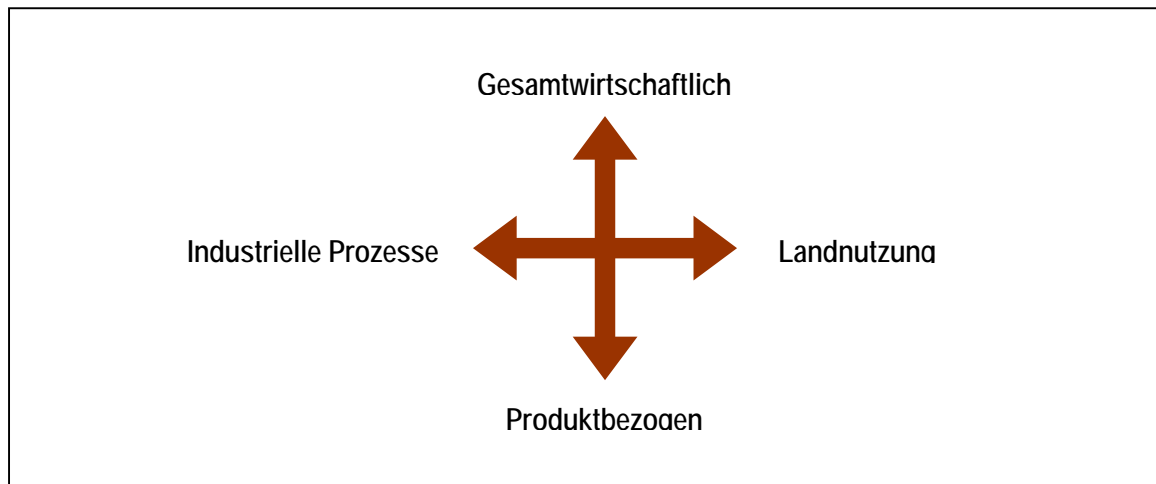 Gesamtwirtschaftlich
Industrielle Prozesse
Landnutzung
Produktbezogen